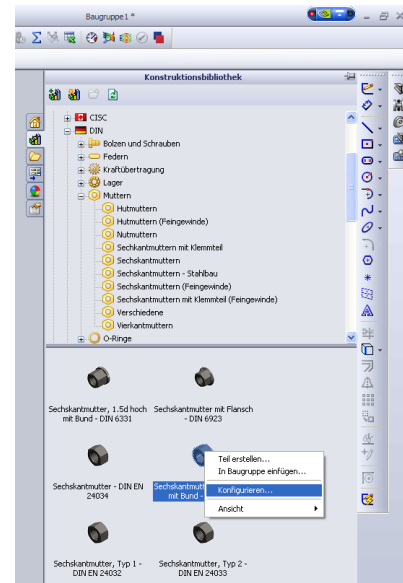 Baugruppe1 *
Konstruktionsbibliothek
CISC
DIN
Bolzen und Schrauben
Federn
Kraftübertragung
Lager
Muttern
Hutmuttern
Hutmuttern (Feingewinde)
Nutmuttern
Sechkantmuttern mit Klemmteil
Sechskantmuttern
Sechskantmuttern - Stahlbau
Sechskantmuttern (Feingewinde)
Sechskantmuttern mit Klemmteil (Feingewinde)
Verschiedene
Vierkantmuttern
O-Ringe
Sechskantmutter, 1.5d hoch mit Bund - DIN 6331
Sechskantmutter mit Flansch - DIN 6923
Sechskantmutter - DIN EN 24034
Sechskantmutt
mit Bund -
Teil erstellen...
In Baugruppe einfügen...
Konfigurieren...
Ansicht
Sechskantmutter, Typ 1 - DIN EN 24032
Sechskantmutter, Typ 2 - DIN EN 24033